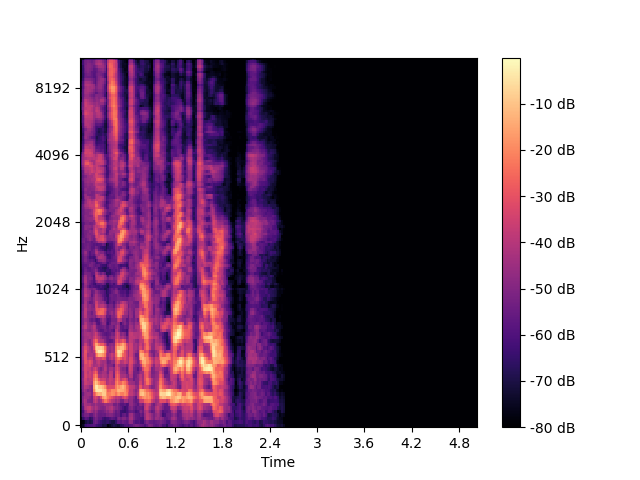 8192
4096
2048
1024
512
0
Hz
0 0.6 1.2 1.8 2.4 3 3.6 4.2 4.8
Time
-10 dB
-20 dB
-30 dB
-40 dB
-50 dB
-60 dB
-70 dB
-80 dB